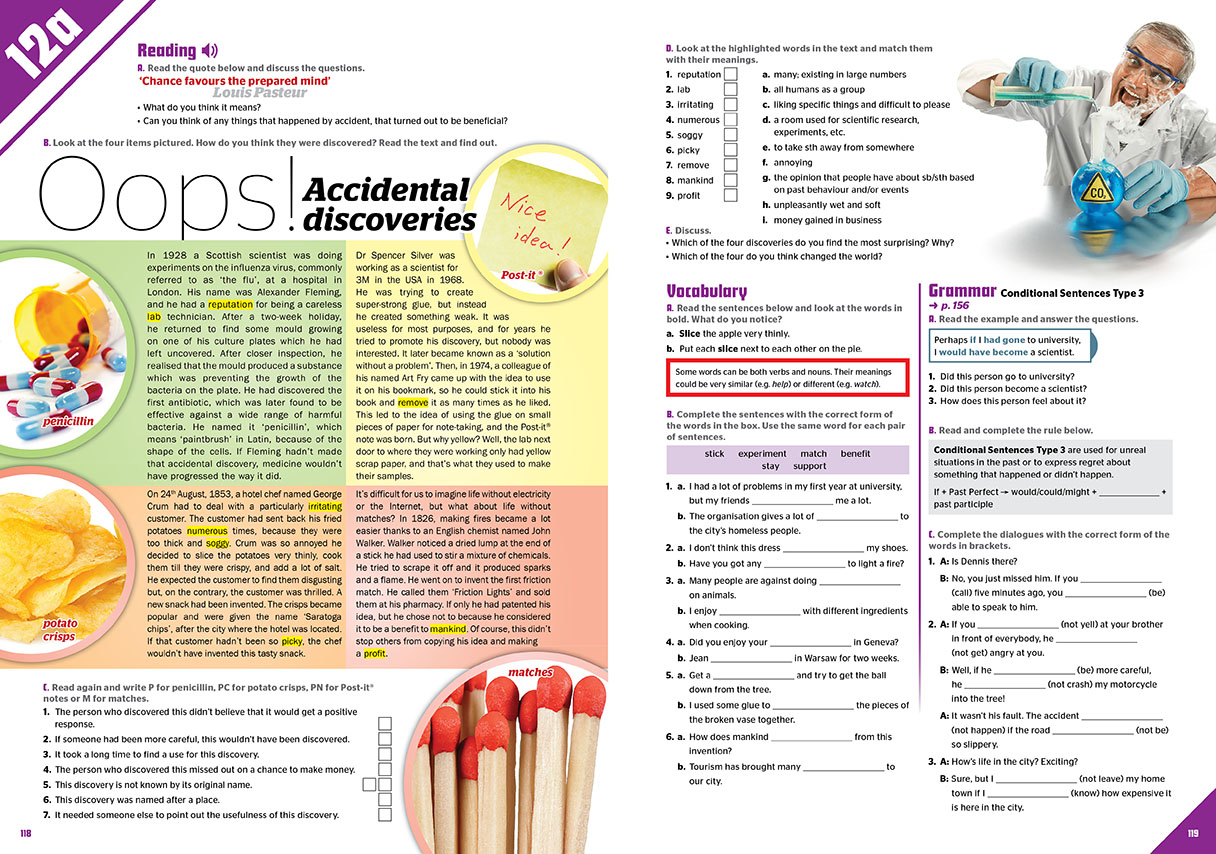 12a
Reading
A. Read the quote below and discuss the questions.
‘Chance favours the prepared mind’
Louis Pasteur
• What do you think it means?
• Can you think of any things that happened by accident, that turned out to be beneficial?
B. Look at the four items pictured. How do you think they were discovered? Read the text and find out.
Oops! Accidental
discoveries
Nice
idea!
Post-it ®
penicillin
In 1928 a Scottish scientist was doing
experiments on the influenza virus, commonly
referred to as ‘the flu’, at a hospital in
London. His name was Alexander Fleming,
and he had a reputation for being a careless
lab technician. After a two-week holiday,
he returned to find some mould growing
on one of his culture plates which he had
left uncovered. After closer inspection, he
realised that the mould produced a substance
which was preventing the growth of the
bacteria on the plate. He had discovered the
first antibiotic, which was later found to be
effective against a wide range of harmful
bacteria. He named it ‘penicillin’, which
means ‘paintbrush’ in Latin, because of the
shape of the cells. If Fleming hadn’t made
that accidental discovery, medicine wouldn’t
have progressed the way it did.
Dr Spencer Silver was
working as a scientist for
3M in the USA in 1968.
He was trying to create
super-strong glue, but instead
he created something weak. It was
useless for most purposes, and for years he
tried to promote his discovery, but nobody was
interested. It later became known as a ‘solution
without a problem’. Then, in 1974, a colleague of
his named Art Fry came up with the idea to use
it on his bookmark, so he could stick it into his
book and remove it as many times as he liked.
This led to the idea of using the glue on small
pieces of paper for note-taking, and the Post-it®
note was born. But why yellow? Well, the lab next
door to where they were working only had yellow
scrap paper, and that’s what they used to make
their samples.
potato
crisps
On 24th August, 1853, a hotel chef named George
Crum had to deal with a particularly irritating
customer. The customer had sent back his fried
potatoes numerous times, because they were
too thick and soggy. Crum was so annoyed he
decided to slice the potatoes very thinly, cook
them till they were crispy, and add a lot of salt.
He expected the customer to find them disgusting
but, on the contrary, the customer was thrilled. A
new snack had been invented. The crisps became
popular and were given the name ‘Saratoga
chips’, after the city where the hotel was located.
If that customer hadn’t been so picky, the chef
wouldn’t have invented this tasty snack.
It’s difficult for us to imagine life without electricity
or the Internet, but what about life without
matches? In 1826, making fires became a lot
easier thanks to an English chemist named John
Walker. Walker noticed a dried lump at the end of
a stick he had used to stir a mixture of chemicals.
He tried to scrape it off and it produced sparks
and a flame. He went on to invent the first friction
match. He called them ‘Friction Lights’ and sold
them at his pharmacy. If only he had patented his
idea, but he chose not to because he considered
it to be a benefit to mankind. Of course, this didn’t
stop others from copying his idea and making
a profit.
matches
C. Read again and write P for penicillin, PC for potato crisps, PN for Post-it®
notes or M for matches.
1. The person who discovered this didn’t believe that it would get a positive
response.
2. If someone had been more careful, this wouldn’t have been discovered.
3. It took a long time to find a use for this discovery.
4. The person who discovered this missed out on a chance to make money.
5. This discovery is not known by its original name.
6. This discovery was named after a place.
7. It needed someone else to point out the usefulness of this discovery.
118
D. Look at the highlighted words in the text and match them
with their meanings.
1. reputation
2. lab
3. irritating
4. numerous
5. soggy
6. picky
7. remove
8. mankind
9. profit
a. many; existing in large numbers
b. all humans as a group
c. liking specific things and difficult to please
d. a room used for scientific research,
experiments, etc.
e. to take sth away from somewhere
f. annoying
g. the opinion that people have about sb/sth based
on past behaviour and/or events
h. unpleasantly wet and soft
i. money gained in business
CO₂
E. Discuss.
• Which of the four discoveries do you find the most surprising? Why?
• Which of the four do you think changed the world?
Vocabulary
A. Read the sentences below and look at the words in
bold. What do you notice?
a. Slice the apple very thinly.
b. Put each slice next to each other on the pie.
Some words can be both verbs and nouns. Their meanings
could be very similar (e.g. help) or different (e.g. watch).
B. Complete the sentences with the correct form of
the words in the box. Use the same word for each pair
of sentences.
stick experiment match benefit
stay support
1. a. I had a lot of problems in my first year at university,
but my friends ________________ me a lot.
b. The organisation gives a lot of ________________ to
the city’s homeless people.
2. a. I don’t think this dress ________________ my shoes.
b. Have you got any ________________ to light a fire?
3. a. Many people are against doing ________________
on animals.
b. I enjoy ________________ with different ingredients
when cooking.
4. a. Did you enjoy your ________________ in Geneva?
b. Jean ________________ in Warsaw for two weeks.
5. a. Get a ________________ and try to get the ball
down from the tree.
b. I used some glue to ________________ the pieces of
the broken vase together.
6. a. How does mankind ________________ from this
invention?
b. Tourism has brought many ________________ to
our city.
Grammar Conditional Sentences Type 3
➜ p.156
A. Read the example and answer the questions.
Perhaps if I had gone to university,
I would have become a scientist.
1. Did this person go to university?
2. Did this person become a scientist?
3. How does this person feel about it?
B. Read and complete the rule below.
Conditional Sentences Type 3 are used for unreal
situations in the past or to express regret about
something that happened or didn’t happen.
If + Past Perfect → would/could/might + ____________ +
past participle
C. Complete the dialogues with the correct form of the
words in brackets.
1. A: Is Dennis there?
B: No, you just missed him. If you ________________
(call) five minutes ago, you ________________ (be)
able to speak to him.
2. A: If you ________________ (not yell) at your brother
in front of everybody, he ________________
(not get) angry at you.
B: Well, if he ________________ (be) more careful,
he ________________ (not crash) my motorcycle
into the tree!
A: It wasn’t his fault. The accident ________________
(not happen) if the road ________________ (not be)
so slippery.
3. A: How’s life in the city? Exciting?
B: Sure, but I ________________ (not leave) my home
town if I ________________ (know) how expensive it
is here in the city.
119